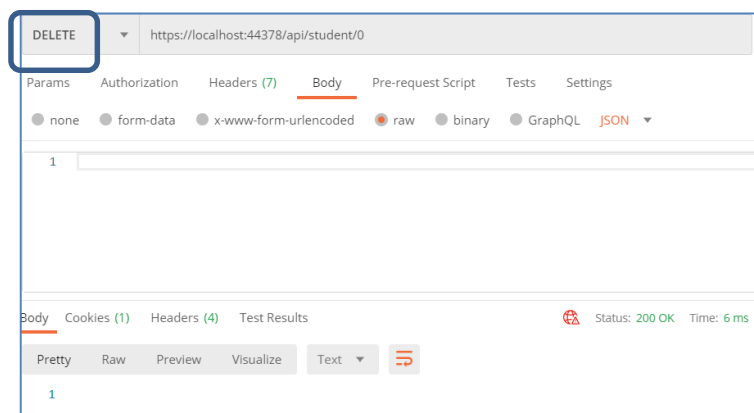 DELETE https://localhost:44378/api/student/0
Params Authorization Headers (7) Body Pre-request Script Tests Settings
none form-data x-www-form-urlencoded raw binary GraphQL JSON
1
Body Cookies (1) Headers (4) Test Results Status: 200 OK Time: 6 ms
Pretty Raw Preview Visualize Text
1